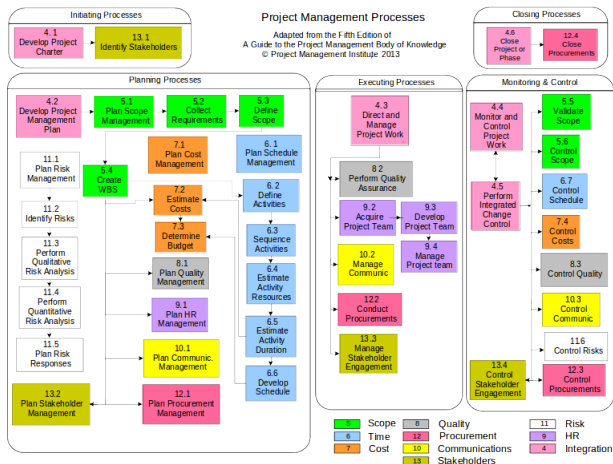 Initiating Processes
4. 1
Develop Project
Charter
13. 1
Identify Stakeholders
Project Management Processes
Adapted from the Fifth Edition of
A Guide to the Project Management Body of Knowledge
© Project Management Institute 2013
Closing Processes
4.6
Close
Project or
Phase
12.4
Close
Procurements
Planning Processes
4.2
Develop Project
Management
Plan
5.1
Plan Scope
Management
5.2
Collect
Requirements
5.3
Define
Scope
11.1
Plan Risk
Management
5.4
Create
WBS
7.1
Plan Cost
Management
6. 1
Plan Schedule
Management
11.2
Identify Risks
7.2
Estimate
Costs
6. 2
Define
Activities
11.3
Perform
Qualitative
Risk Analysis
7.3
Determine
Budget
6.3
Sequence
Activities
8.1
Plan Quality
Management
6.4
Estimate
Activity
Resources
11.4
Perform
Quantitative
Risk Analysis
9.1
Plan HR
Management
6.5
Estimate
Activity
Duration
11.5
Plan Risk
Responses
10.1
Plan Communic.
Management
6.6
Develop
Schedule
13.2
Plan Stakeholder
Management
12.1
Plan Procurement
Management
Executing Processes
4.3
Direct and
Manage
Project Work
8 2
Perform Quality
Assurance
9.2
Acquire
Project Team
9.3
Develop
Project Team
9. 4
Manage
Project team
10.2
Manage
Communic
12.2
Conduct
Procurements
13.3
Manage
Stakeholder
Engagement
Monitoring & Control
4.4
Monitor and
Control
Project
Work
5.5
Validate
Scope
5.6
Control
Scope
4.5
Perform
Integrated
Change
Control
6.7
Control
Schedule
7.4
Control
Costs
8.3
Control Quality
10.3
Control
Communic
11.6
Control Risks
13.4
Control
Stakeholder
Engagement
12.3
Control
Procurements
5 Scope
6 Time
7 Cost
8 Quality
12 Procurement
10 Communications
13 Stakeholders
11 Risk
9 HR
4 Integration